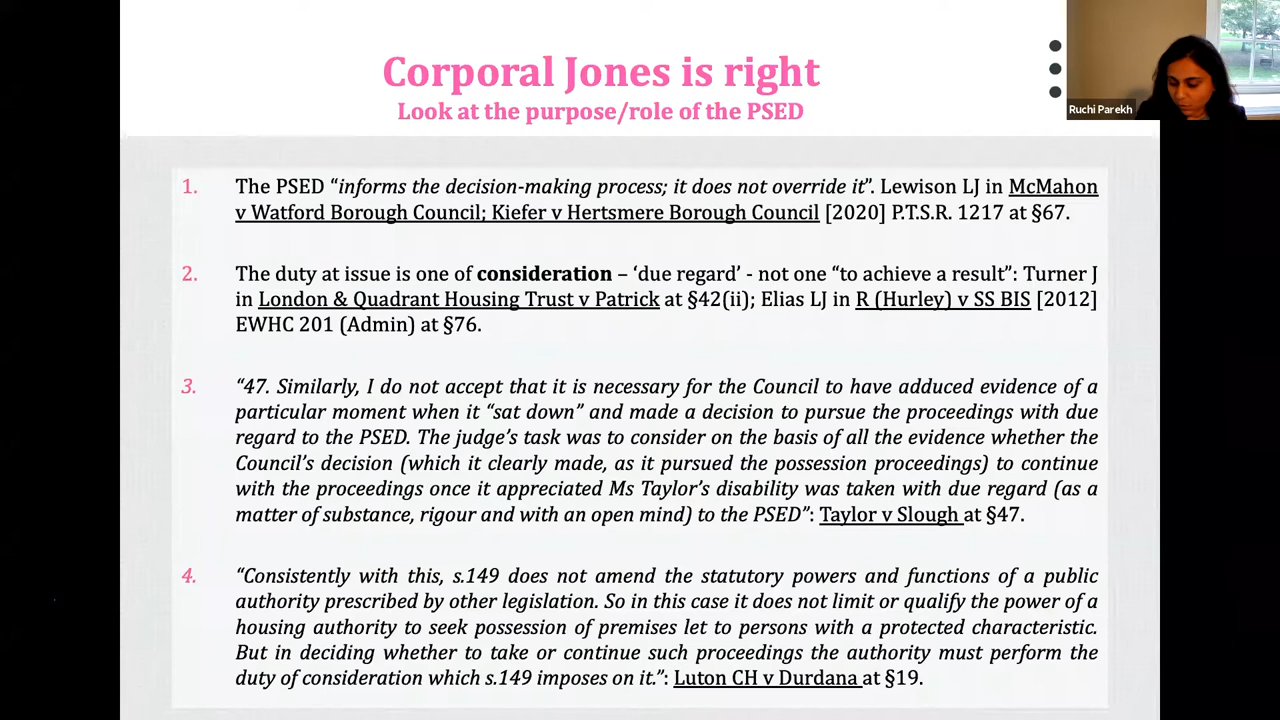 Corporal Jones is right
Look at the purpose/role of the PSED
Ruchi Parekh
1. The PSED “informs the decision-making process; it does not override it”. Lewison LJ in McMahon
v Watford Borough Council; Kiefer v Hertsmere Borough Council [2020] P.T.S.R. 1217 at §67.
2. The duty at issue is one of consideration – ‘due regard’ - not one “to achieve a result”: Turner J
in London & Quadrant Housing Trust v Patrick at §42(ii); Elias LJ in R (Hurley) v SS BIS [2012]
EWHC 201 (Admin) at §76.
3. “47. Similarly, I do not accept that it is necessary for the Council to have adduced evidence of a
particular moment when it “sat down” and made a decision to pursue the proceedings with due
regard to the PSED. The judge’s task was to consider on the basis of all the evidence whether the
Council’s decision (which it clearly made, as it pursued the possession proceedings) to continue
with the proceedings once it appreciated Ms Taylor’s disability was taken with due regard (as a
matter of substance, rigour and with an open mind) to the PSED”: Taylor v Slough at §47.
4. “Consistently with this, s.149 does not amend the statutory powers and functions of a public
authority prescribed by other legislation. So in this case it does not limit or qualify the power of a
housing authority to seek possession of premises let to persons with a protected characteristic.
But in deciding whether to take or continue such proceedings the authority must perform the
duty of consideration which s.149 imposes on it.”: Luton CH v Durdana at §19.